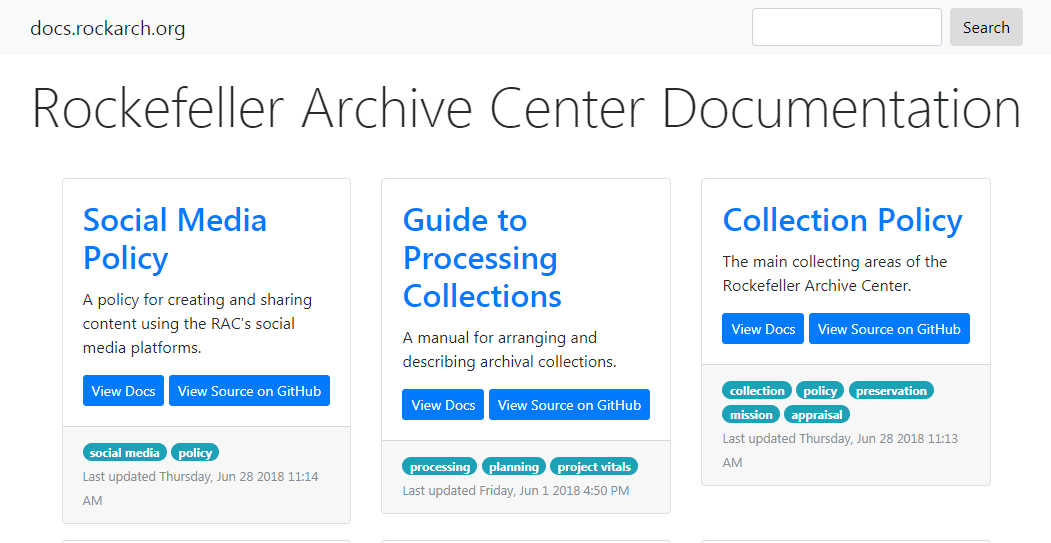 docs.rockarch.org
Search
Rockefeller Archive Center Documentation
Social Media
Policy
A policy for creating and sharing
content using the RAC's social
media platforms.
View Docs View Source on GitHub
social media policy
Last updated Thursday, Jun 28 2018 11:14
AM
Guide to
Processing
Collections
A manual for arranging and
describing archival collections.
View Docs View Source on GitHub
processing planning project vitals
Last updated Friday, Jun 1 2018 4:50 PM
Collection Policy
The main collecting areas of the
Rockefeller Archive Center.
View Docs View Source on GitHub
collection policy preservation
mission appraisal
Last updated Thursday, Jun 28 2018 11:13
AM